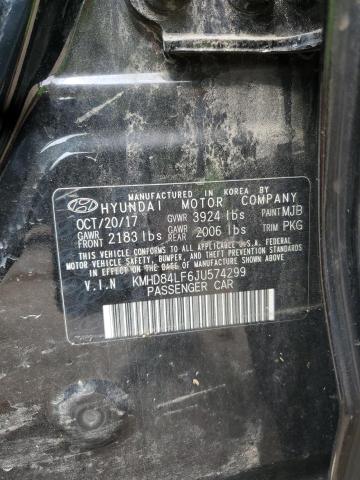 MANUFACTURED IN KOREA BY
HYUNDAI MOTOR COMPANY
OCT/20/17 GVWR 3924 lbs PAINT MJB
GAWR FRONT 2183 lbs GAWR REAR 2006 lbs TRIM PKG
THIS VEHICLE CONFORMS TO ALL APPLICABLE U.S. FEDERAL
MOTOR VEHICLE SAFETY, BUMPER, AND THEFT PREVENTION
STANDARDS IN EFFECT ON THE DATE OF MANUFACTURE SHOWN ABOVE.
V.I.N KMHD84LF6JU574299
PASSENGER CAR